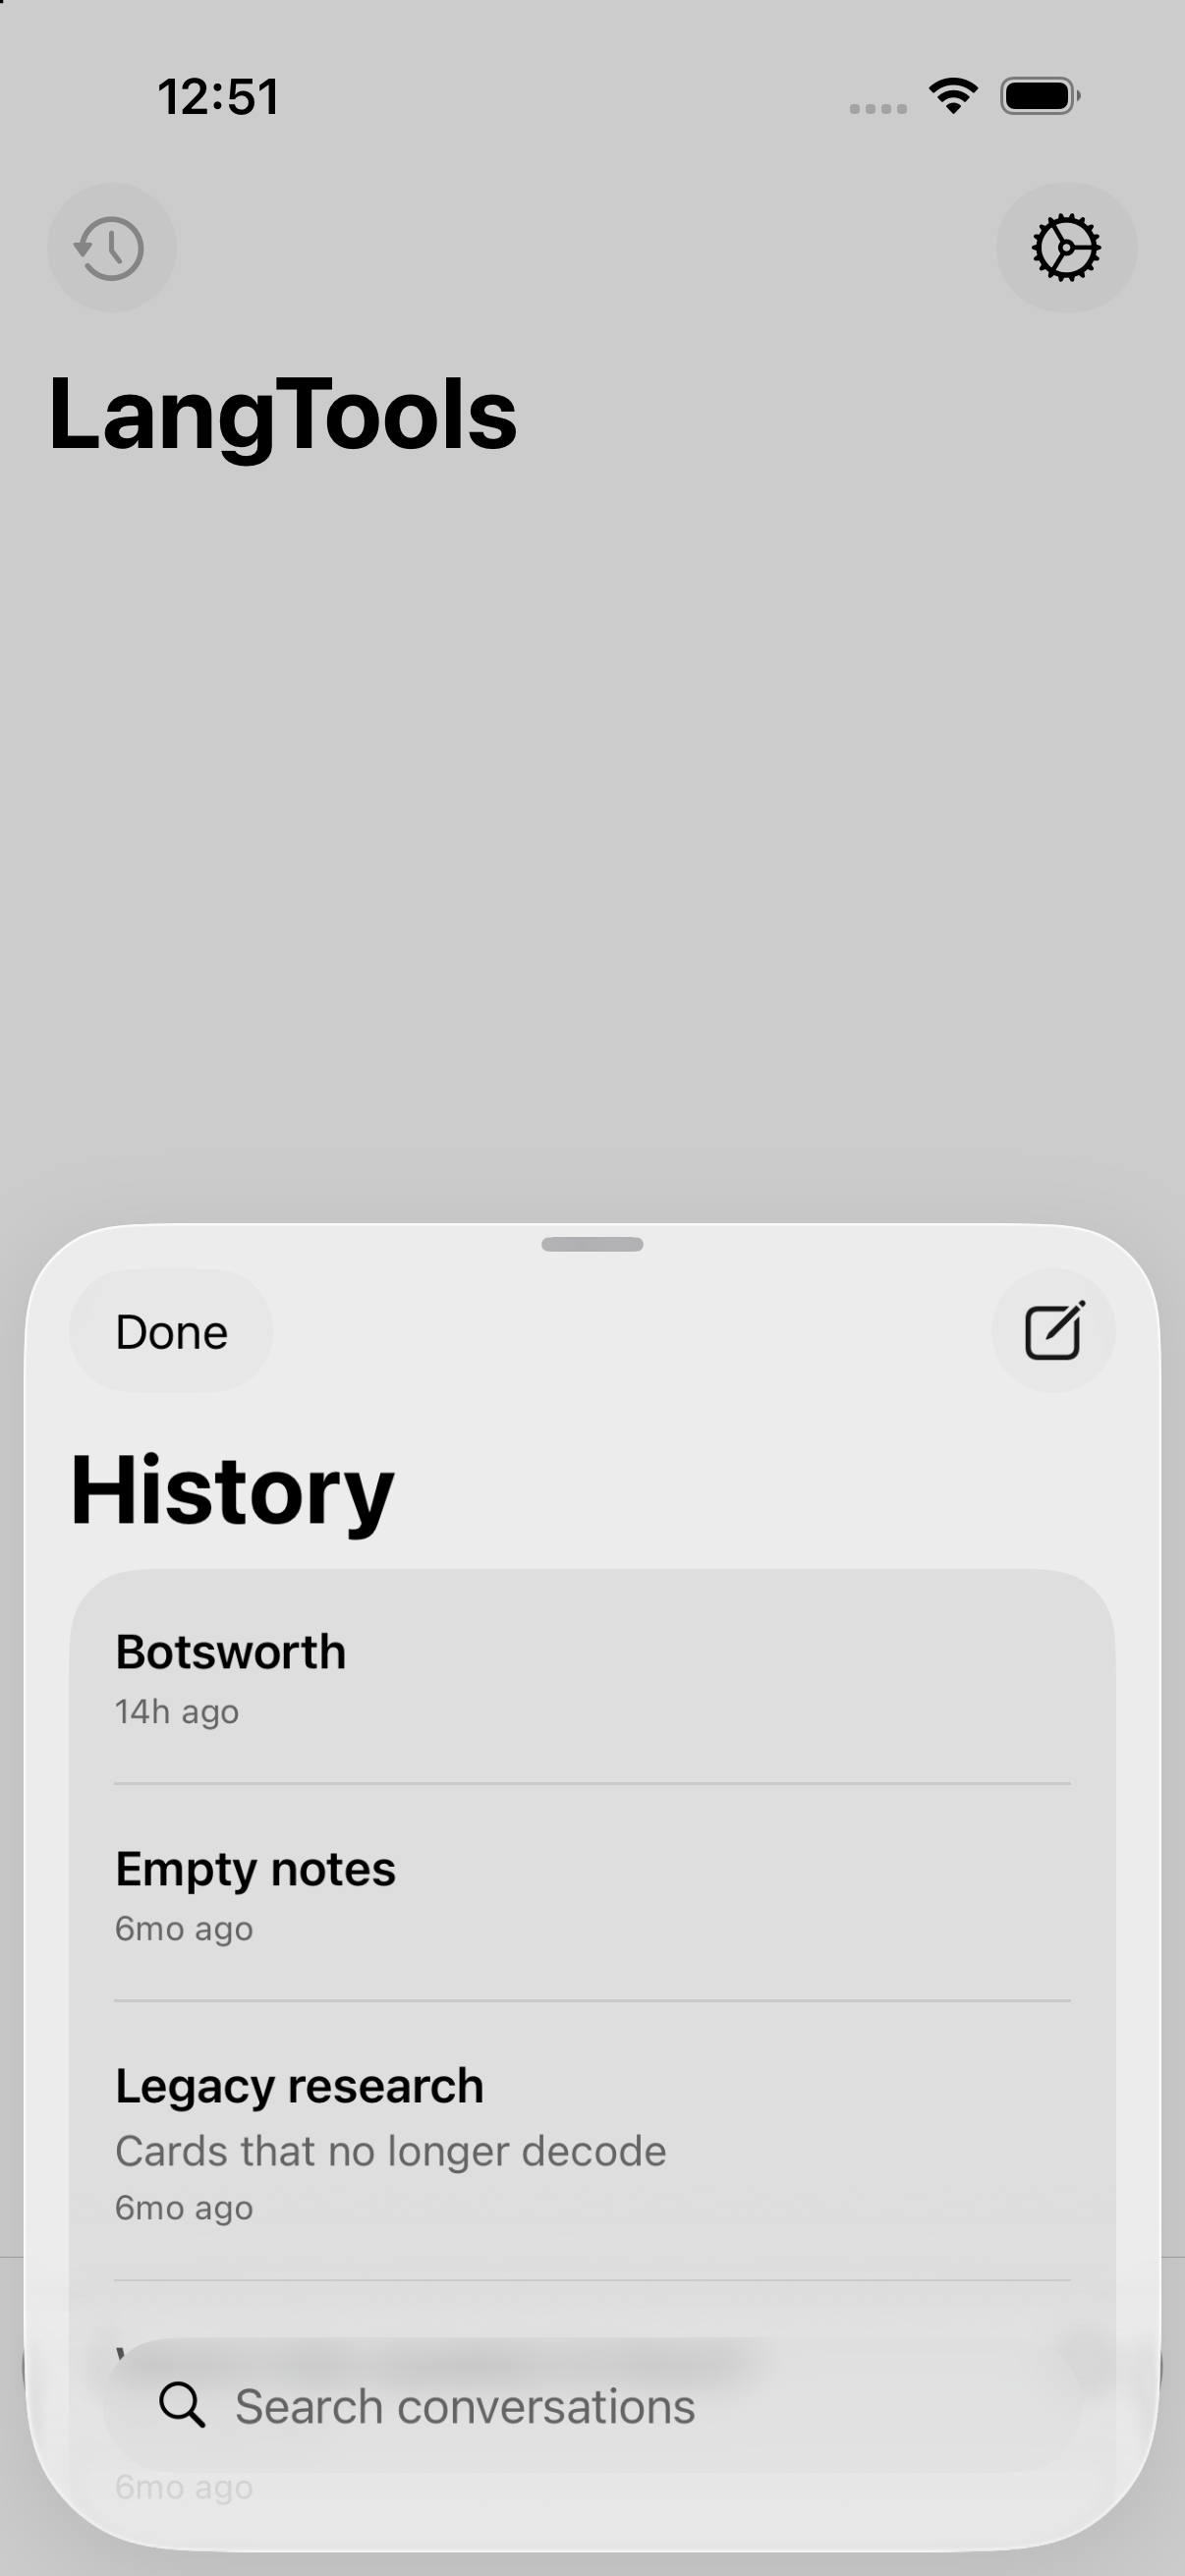 12:51
LangTools
Done
History
Botsworth
14h ago
Empty notes
6mo ago
Legacy research
Cards that no longer decode
6mo ago
Search conversations
6mo ago